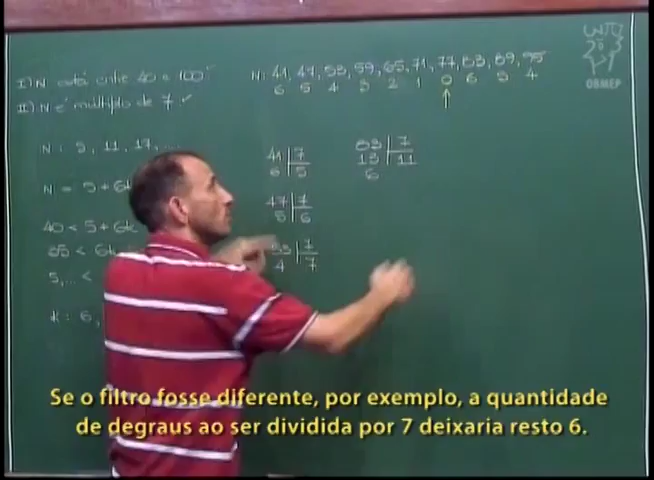 I) N está entre 40 e 100
II) N é múltiplo de 7 ✓
N: 5, 11, 17, ...
N = 5 + 6k
40 < 5 + 6k
35 < 6k
5,... <
k: 6,
N: 41, 47, 53, 59, 65, 71, 77, 83, 89, 95
6 5 4 3 2 1 0 6 5 4
41 | 7
6 5
47 | 7
5 6
53 | 7
4 7
83 | 7
13 11
6
OBMEP
Se o filtro fosse diferente, por exemplo, a quantidade
de degraus ao ser dividida por 7 deixaria resto 6.